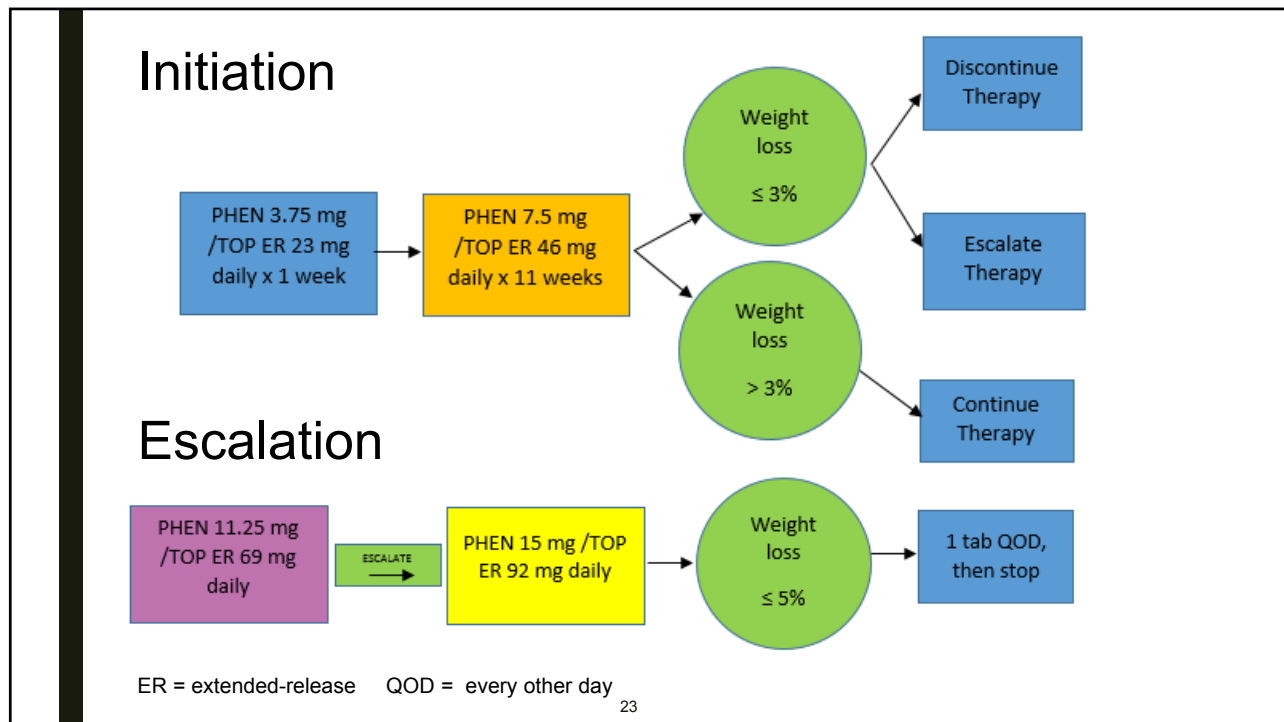 Initiation
PHEN 3.75 mg
/TOP ER 23 mg
daily x 1 week
PHEN 7.5 mg
/TOP ER 46 mg
daily x 11 weeks
Weight
loss
≤ 3%
Discontinue
Therapy
Escalate
Therapy
Weight
loss
> 3%
Continue
Therapy
Escalation
PHEN 11.25 mg
/TOP ER 69 mg
daily
ESCALATE
PHEN 15 mg /TOP
ER 92 mg daily
Weight
loss
≤ 5%
1 tab QOD,
then stop
ER = extended-release QOD = every other day
23